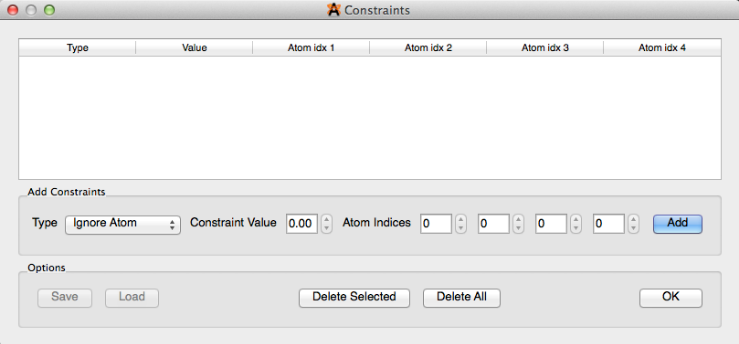 Constraints
Type Value Atom idx 1 Atom idx 2 Atom idx 3 Atom idx 4
Add Constraints
Type Ignore Atom Constraint Value 0.00 Atom Indices 0 0 0 0 Add
Options
Save Load Delete Selected Delete All OK